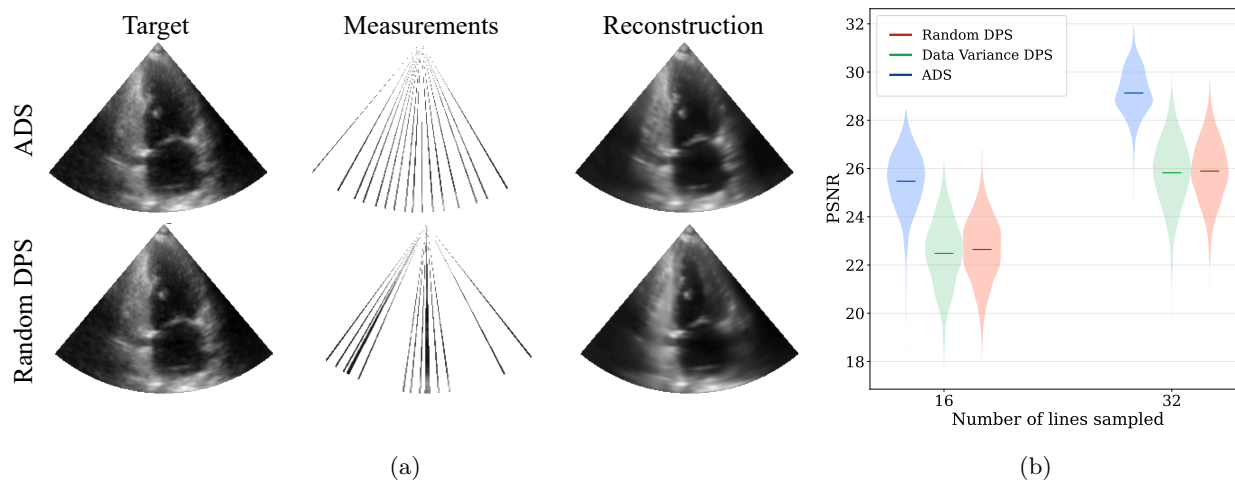 Target Measurements Reconstruction
ADS
Random DPS
(a)
32
30
28
26
24
22
20
18
PSNR
Random DPS
Data Variance DPS
ADS
16 32
Number of lines sampled
(b)